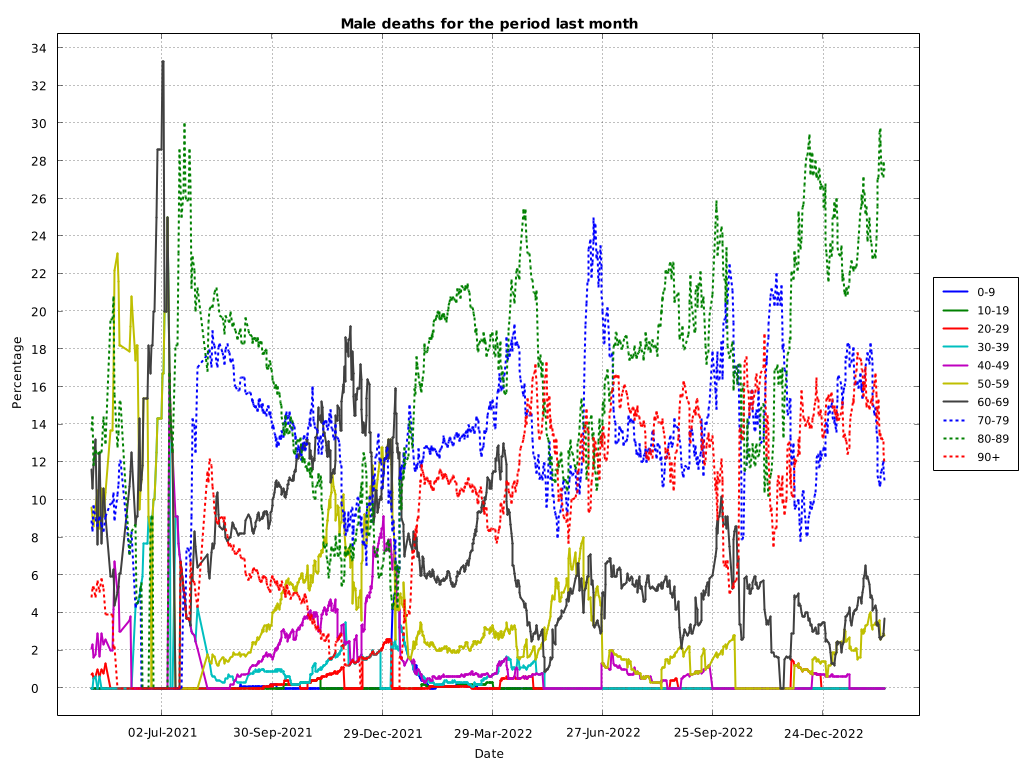 Male deaths for the period last month
34
32
30
28
26
24
22
20
18
16
14
12
10
8
6
4
2
0
Percentage
02-Jul-2021
30-Sep-2021
29-Dec-2021
29-Mar-2022
27-Jun-2022
25-Sep-2022
24-Dec-2022
Date
0-9
10-19
20-29
30-39
40-49
50-59
60-69
70-79
80-89
90+